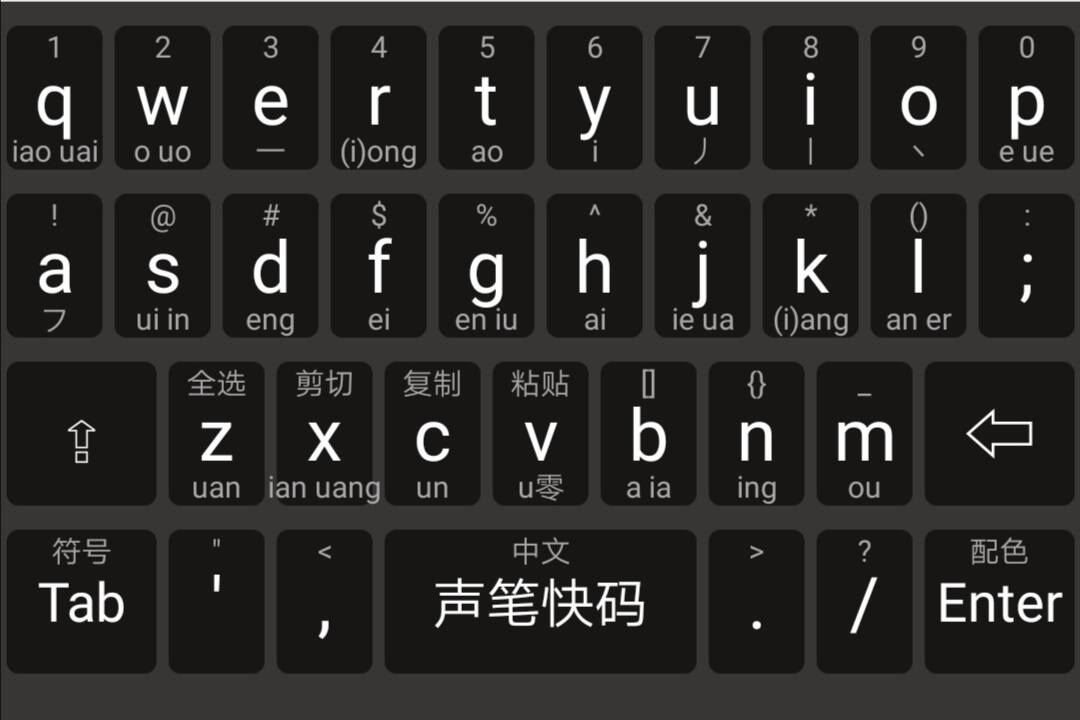 1 2 3 4 5 6 7 8 9 0
q w e r t y u i o p
iao uai o uo 一 (i)ong ao i 丿 丨 丶 e ue
! @ # $ % ^ & * () :
a s d f g h j k l ;
フ ui in eng ei en iu ai ie ua (i)ang an er
全选 剪切 复制 粘贴 [] {} _
⇪ z x c v b n m
uan ian uang un u零 a ia ing ou
符号 " < 中文 > ? 配色
Tab ' , 声笔快码 . / Enter